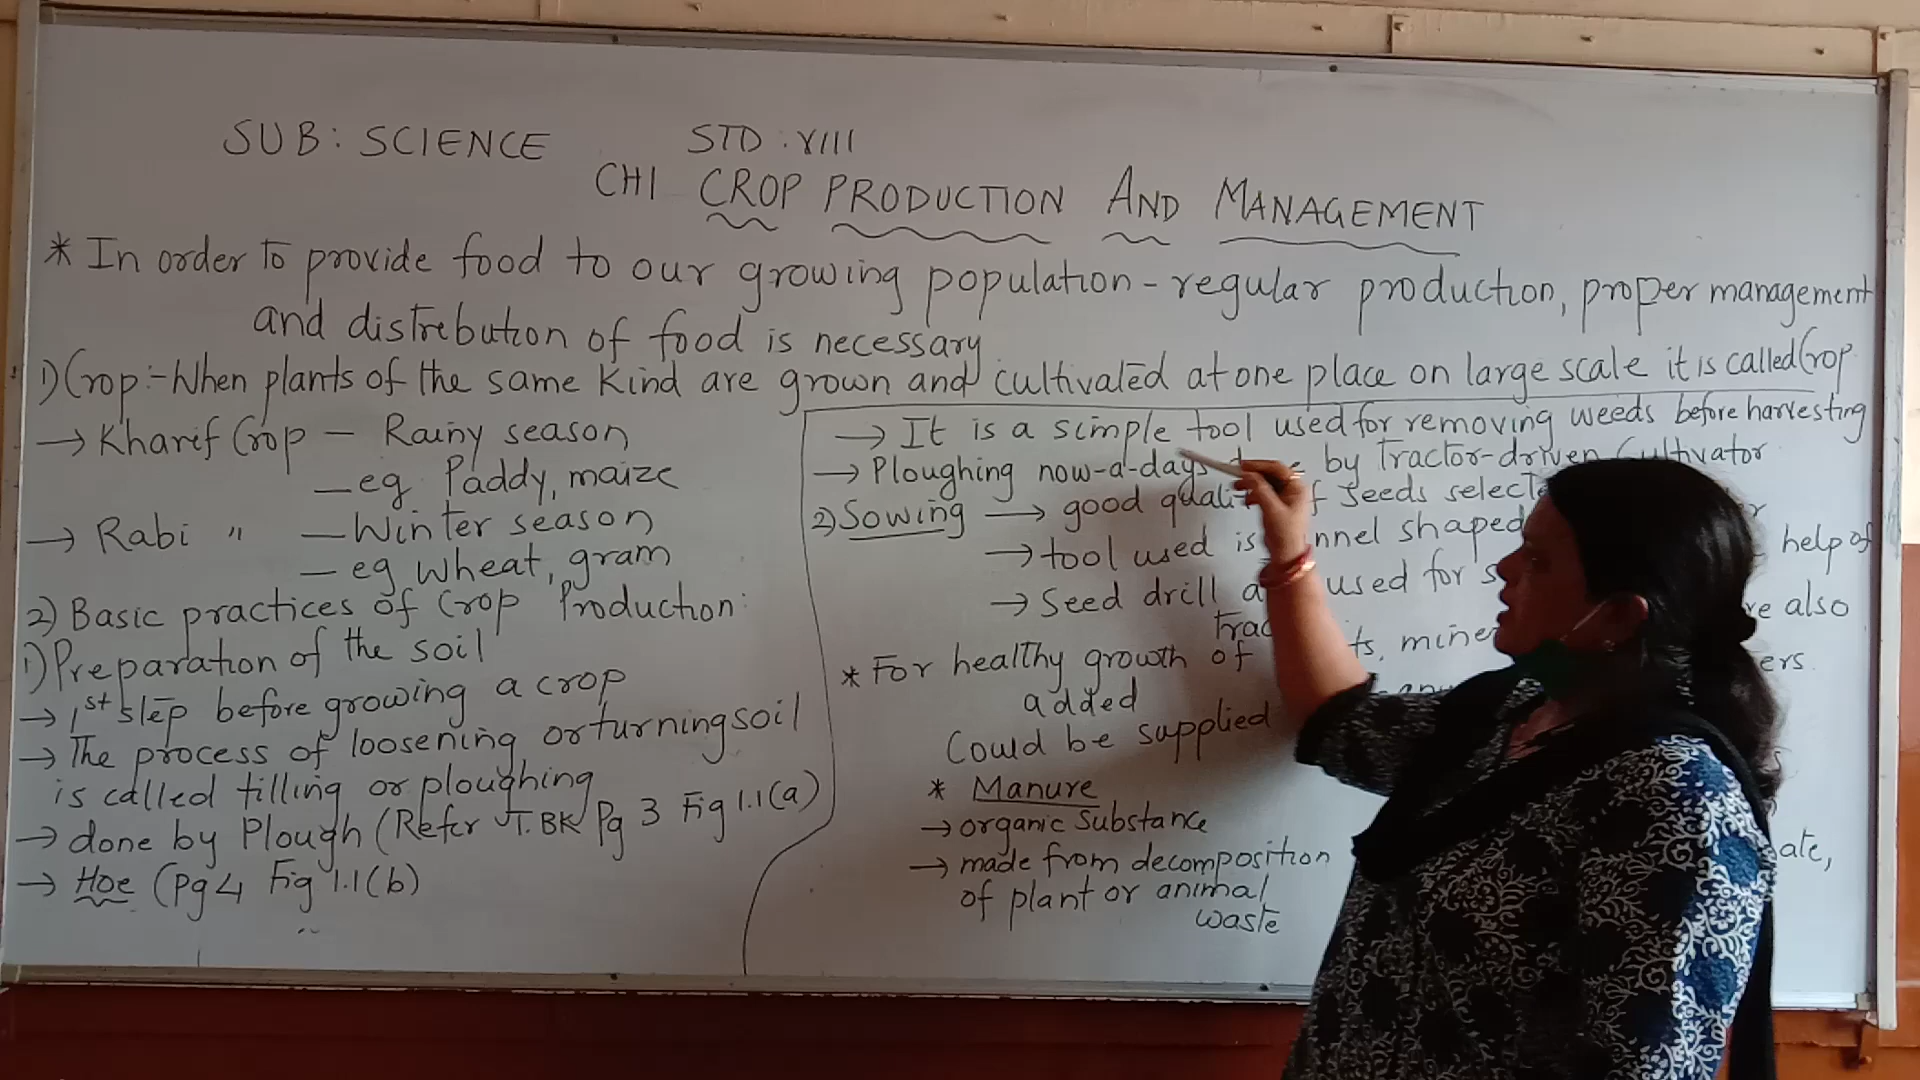 SUB: SCIENCE STD: VIII
CH1 CROP PRODUCTION AND MANAGEMENT
* In order to provide food to our growing population - regular production, proper management
and distrebution of food is necessary
1) Crop:- When plants of the same Kind are grown and cultivated at one place on large scale it is called Crop.
→ Kharif Crop - Rainy season
- eg Paddy, maize
→ Rabi " - Winter season
- eg wheat, gram
2) Basic practices of Crop Production:
1) Preparation of the soil
→ 1st step before growing a crop
→ The process of loosening or turning soil
is called tilling or ploughing
→ done by Plough (Refer T.BK Pg 3 Fig 1.1(a)
→ Hoe (Pg 4 Fig 1.1(b)
→ It is a simple tool used for removing weeds before harvesting
→ Ploughing now-a-days by Tractor-driven Cultivator
2) Sowing → good seeds
→ tool used is shaped help of
→ Seed drill used for also
* For healthy growth of
added
Could be supplied
* Manure
→ organic substance
→ made from decomposition
of plant or animal
waste